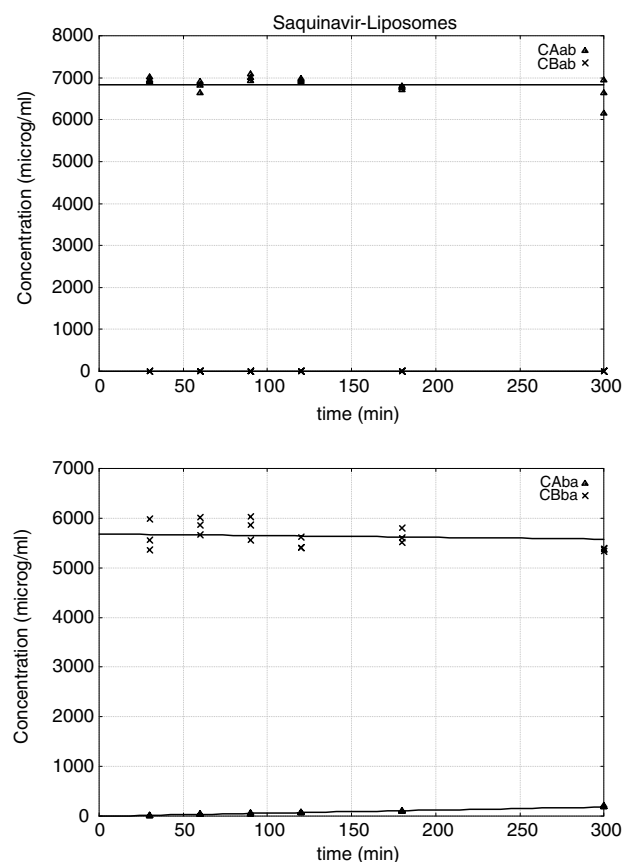 Saquinavir-Liposomes
8000
7000
6000
5000
4000
3000
2000
1000
0
Concentration (microg/ml)
CAab
CBab
0 50 100 150 200 250 300
time (min)
7000
6000
5000
4000
3000
2000
1000
0
Concentration (microg/ml)
CAba
CBba
0 50 100 150 200 250 300
time (min)